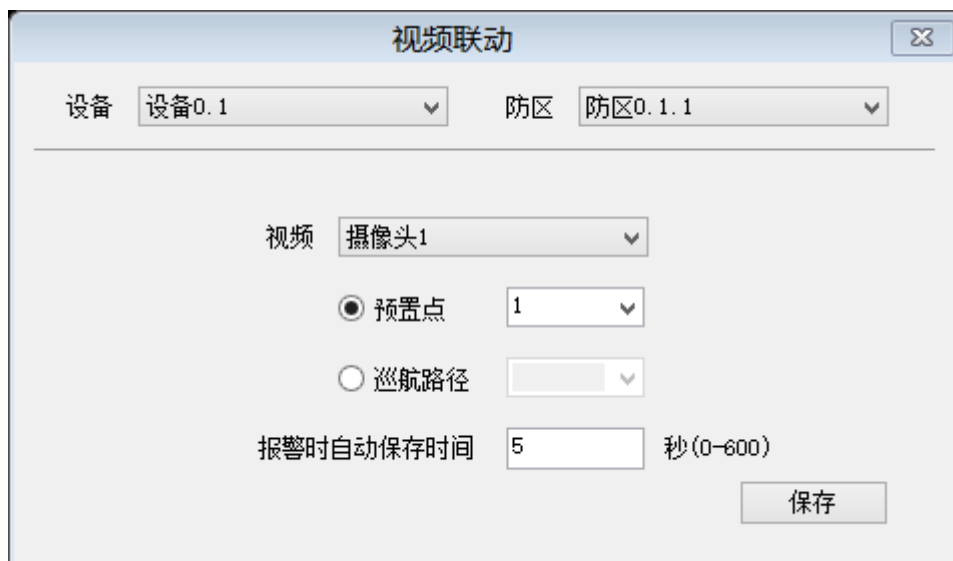 视频联动
设备 设备0.1 防区 防区0.1.1
视频 摄像头1
预置点 1
巡航路径
报警时自动保存时间 5 秒(0-600)
保存